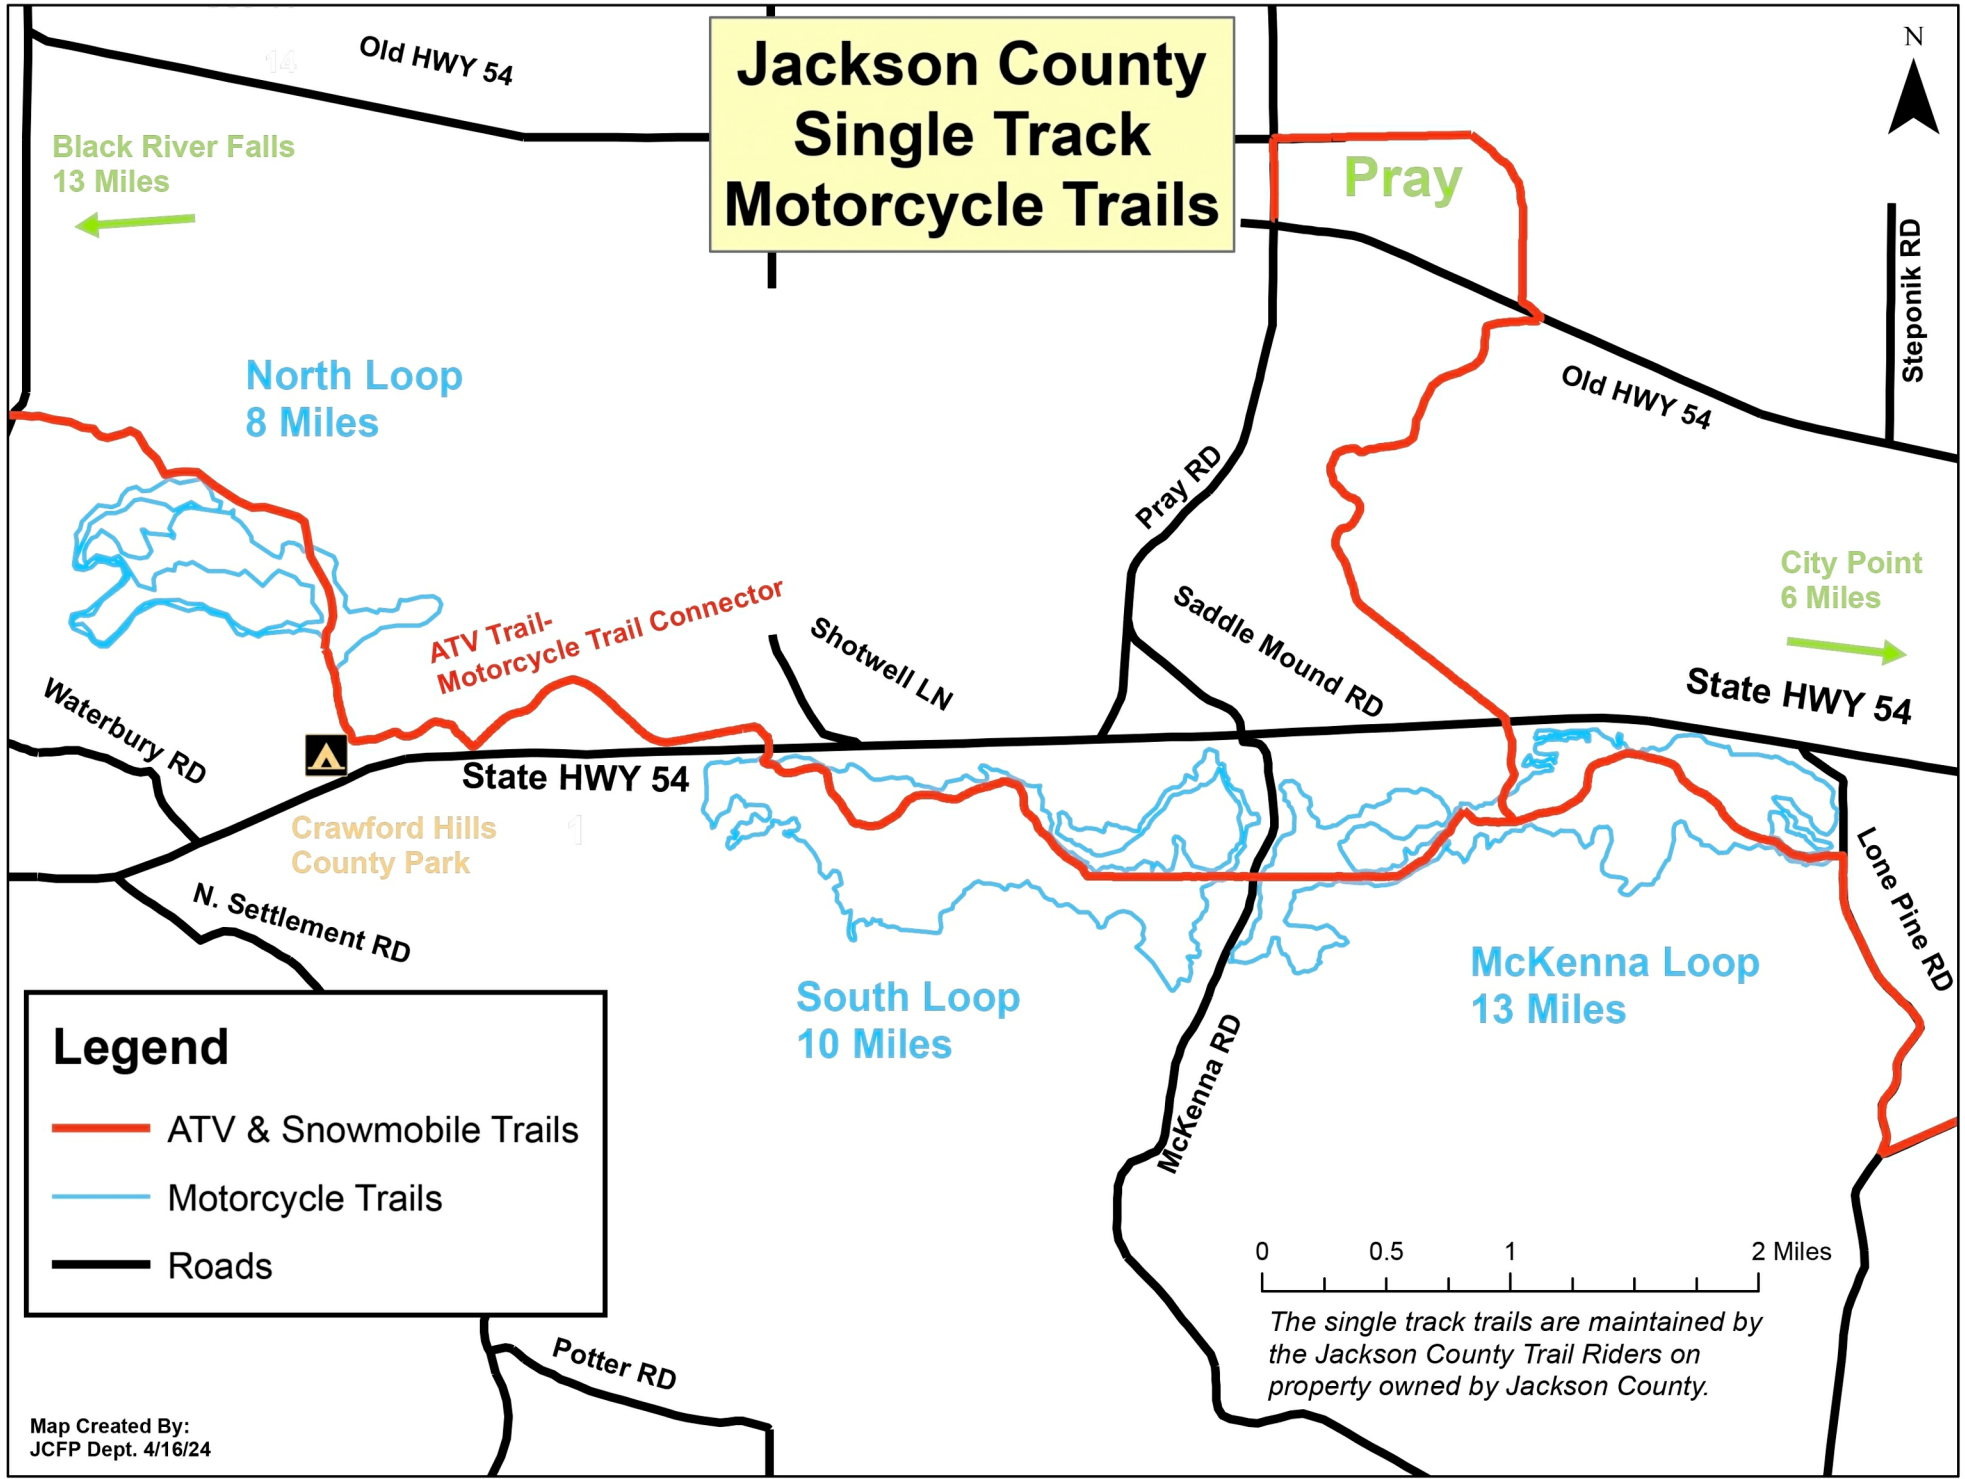 Jackson County
Single Track
Motorcycle Trails
N
Old HWY 54
14
Black River Falls
13 Miles
Pray
Steponik RD
North Loop
8 Miles
Old HWY 54
Pray RD
City Point
6 Miles
ATV Trail-
Motorcycle Trail Connector
Shotwell LN
Saddle Mound RD
State HWY 54
Waterbury RD
State HWY 54
Crawford Hills
County Park
1
N. Settlement RD
Lone Pine RD
South Loop
10 Miles
McKenna Loop
13 Miles
McKenna RD
Legend
ATV & Snowmobile Trails
Motorcycle Trails
Roads
0 0.5 1 2 Miles
The single track trails are maintained by
the Jackson County Trail Riders on
property owned by Jackson County.
Potter RD
Map Created By:
JCFP Dept. 4/16/24